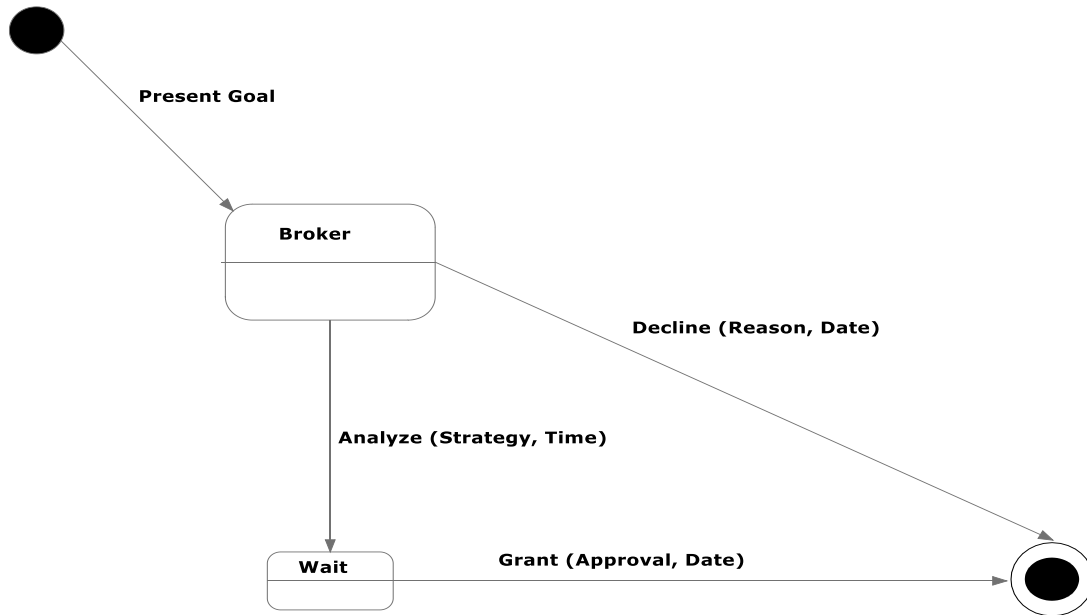 Present Goal
Broker
Decline (Reason, Date)
Analyze (Strategy, Time)
Grant (Approval, Date)
Wait